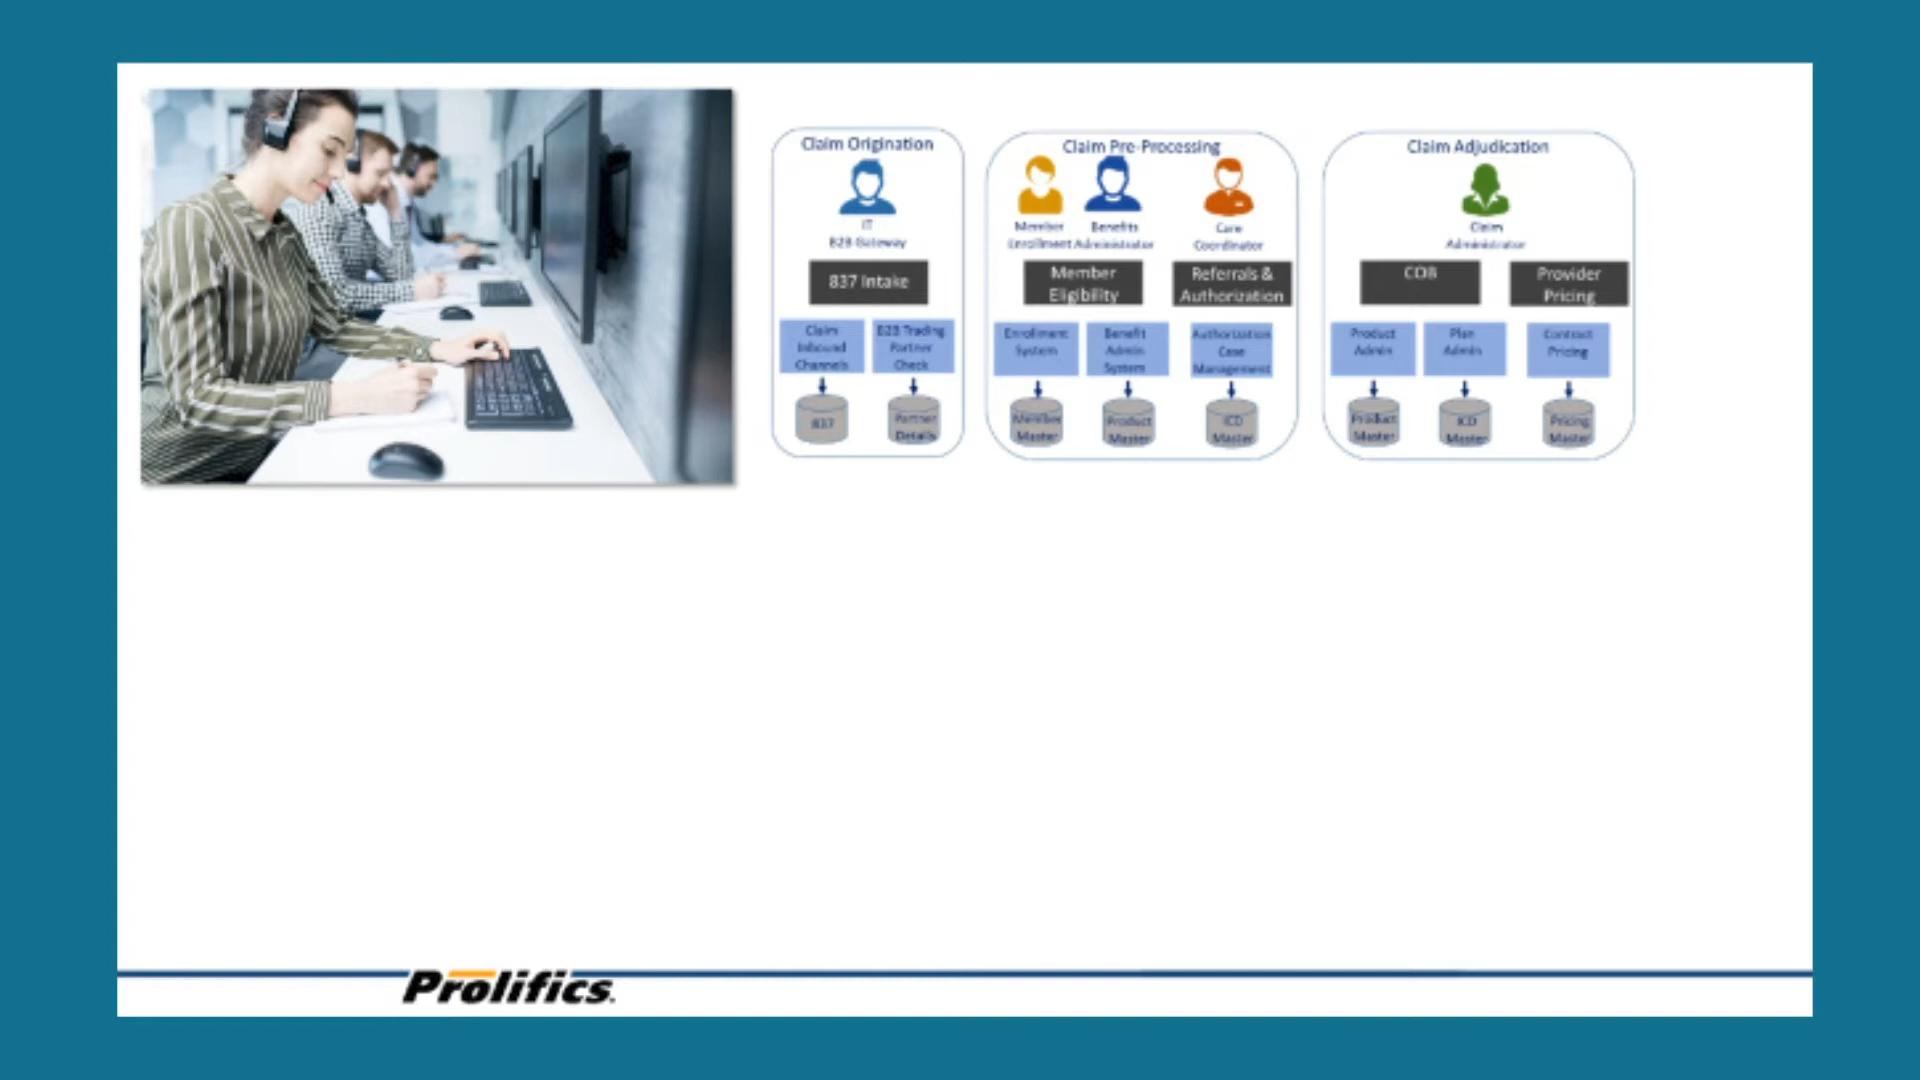 Claim Origination
IT
B2B Gateway
837 Intake
Claim
Inbound
Channels
B2B Trading
Partner
Check
837
Partner
Details
Claim Pre-Processing
Member
Enrollment
Benefits
Administrator
Care
Coordinator
Member
Eligibility
Referrals &
Authorization
Enrollment
System
Benefit
Admin
System
Authorization
Case
Management
Member
Master
Product
Master
ICD
Master
Claim Adjudication
Claim
Administrator
COB
Provider
Pricing
Product
Admin
Plan
Admin
Contract
Pricing
Product
Master
ICD
Master
Pricing
Master
Prolifics.